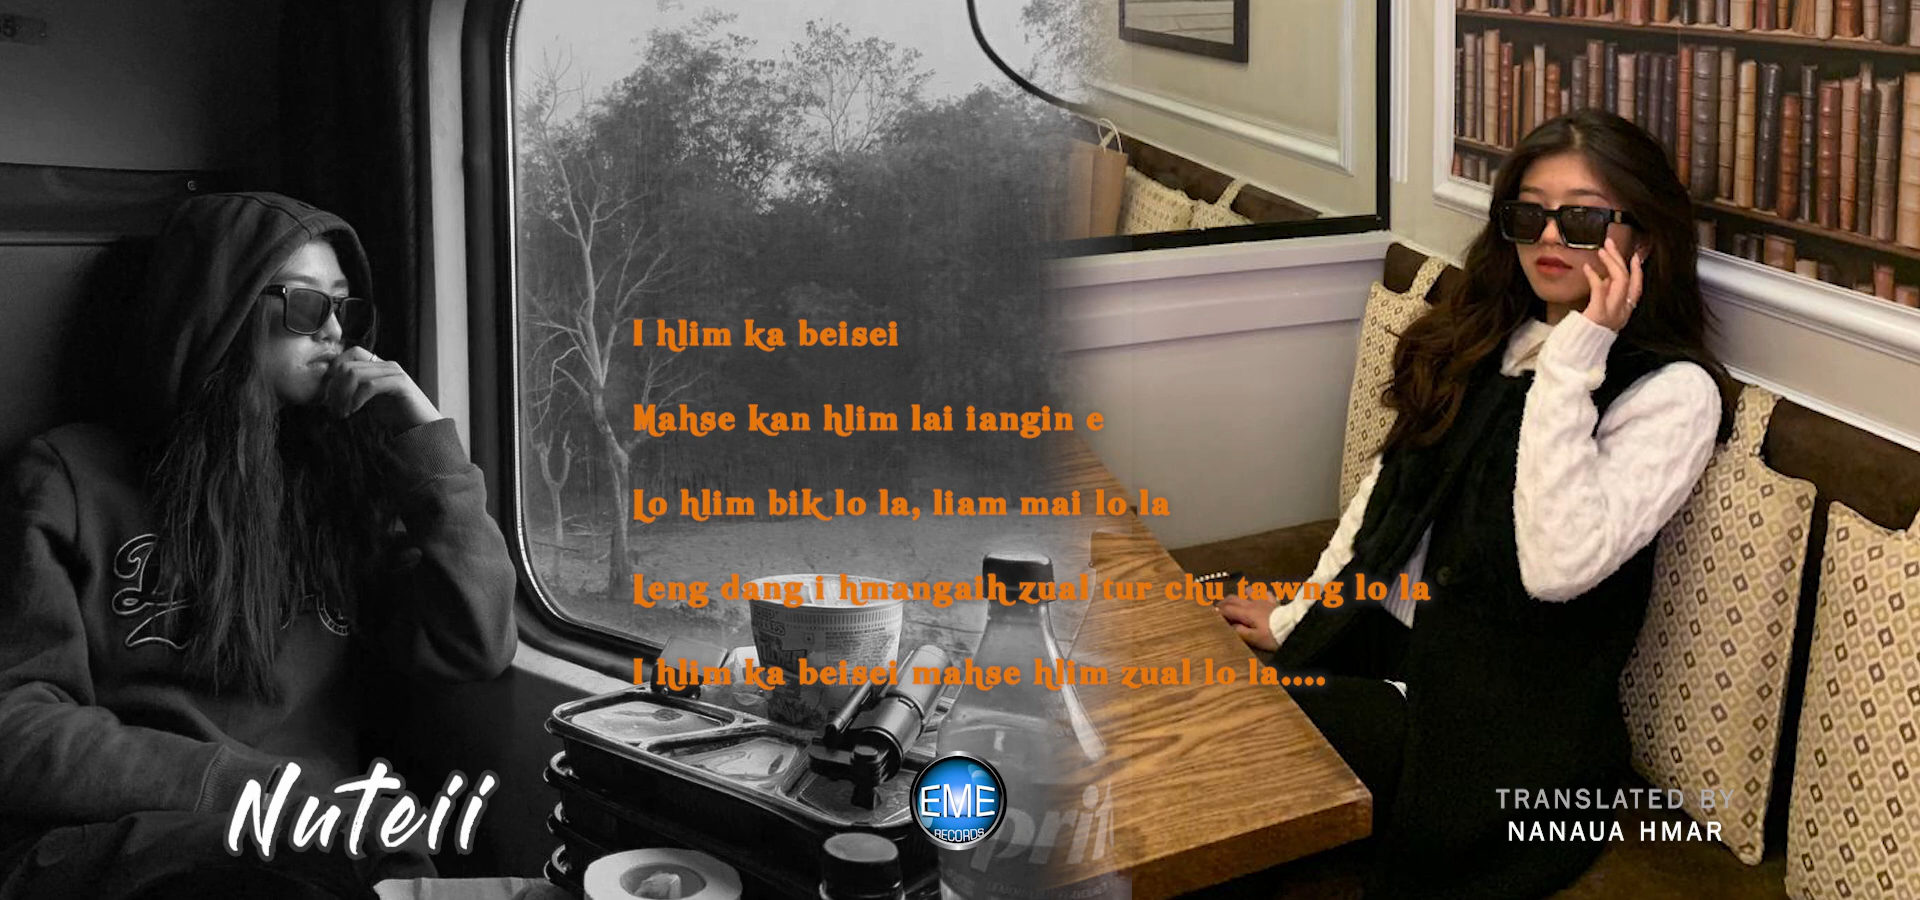 I hlim ka beisei
Mahse kan hlim lai iangin e
Lo hlim bik lo la, liam mai lo la
Leng dang i hmangaih zual tur chu tawng lo la
I hlim ka beisei mahse hlim zual lo la....
Nuteii
EME
RECORDS
TRANSLATED BY
NANAUA HMAR